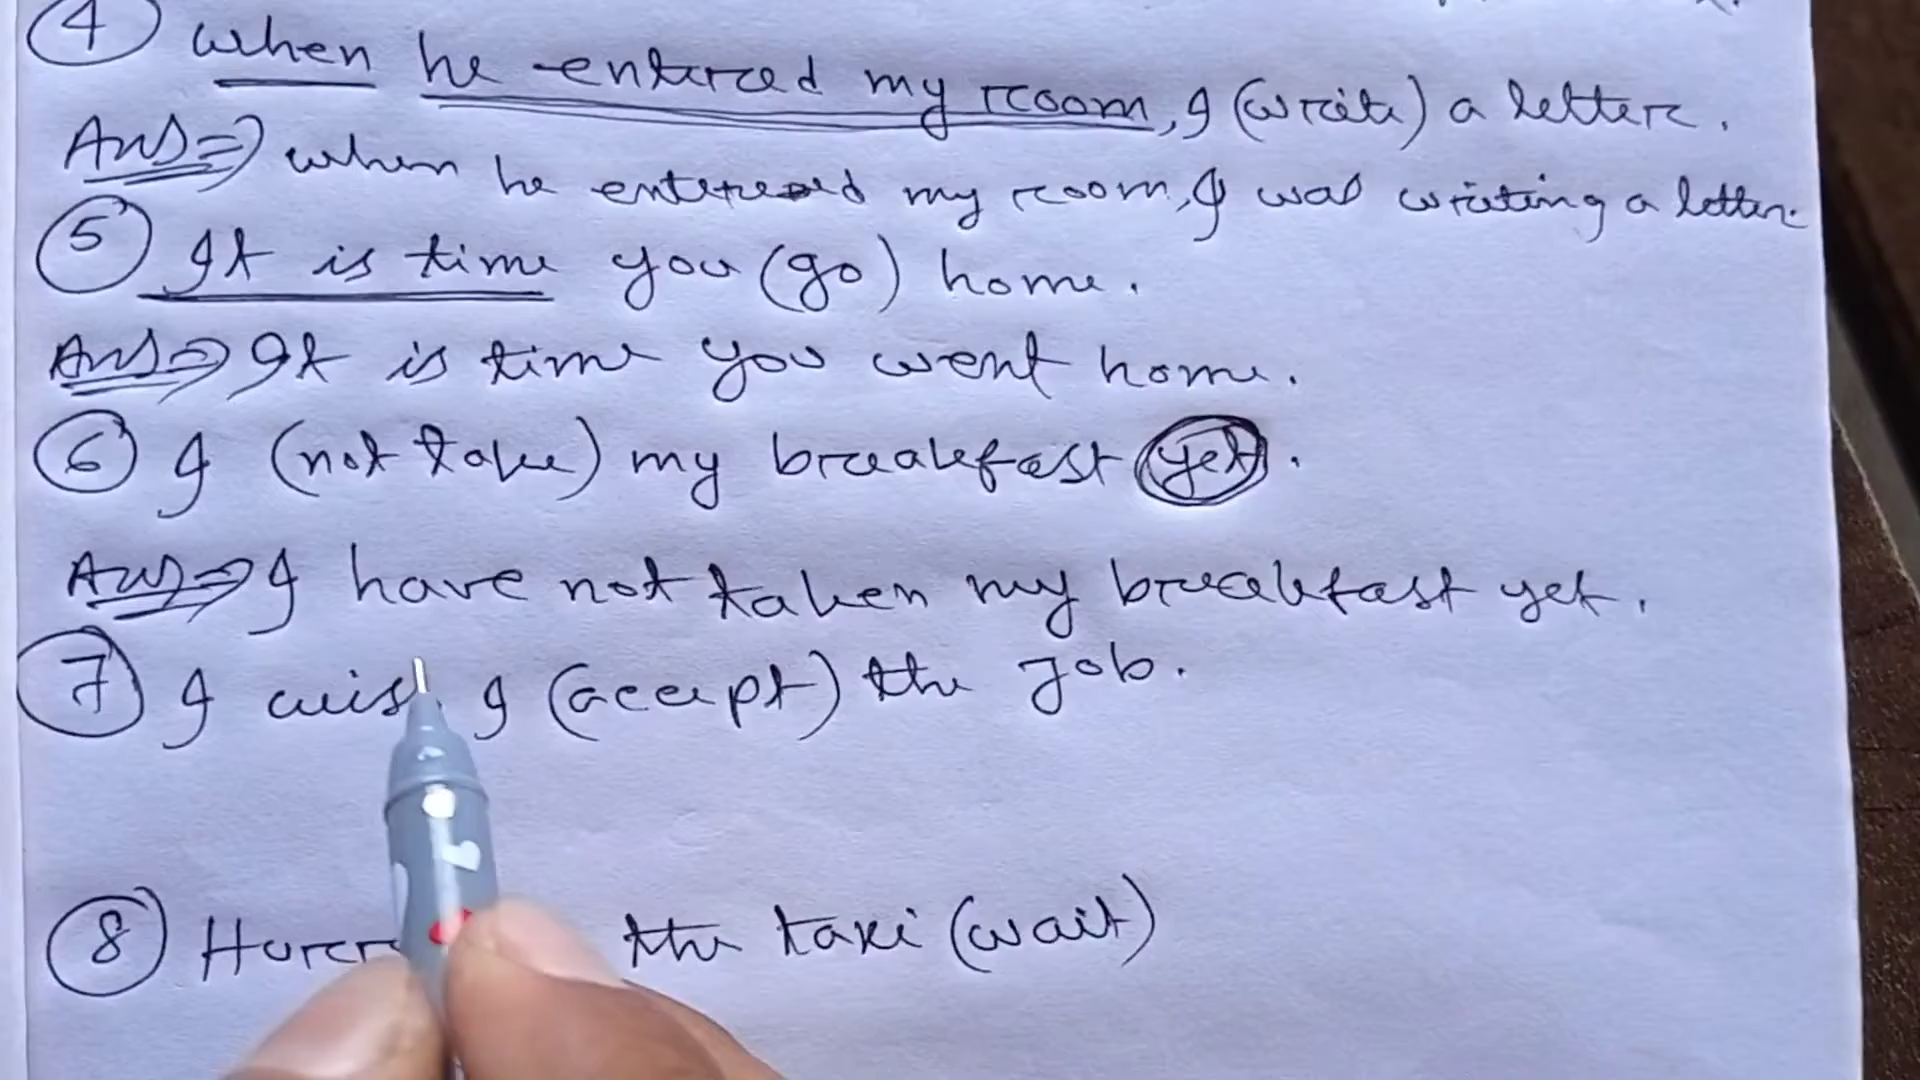 4 When he entered my room, I (write) a letter.
Ans⇒ when he entered my room, I was writing a letter.
5 It is time you (go) home.
Ans⇒ It is time you went home.
6 I (not take) my breakfast yet.
Ans⇒ I have not taken my breakfast yet.
7 I wish I (accept) the job.
8 the taxi (wait)